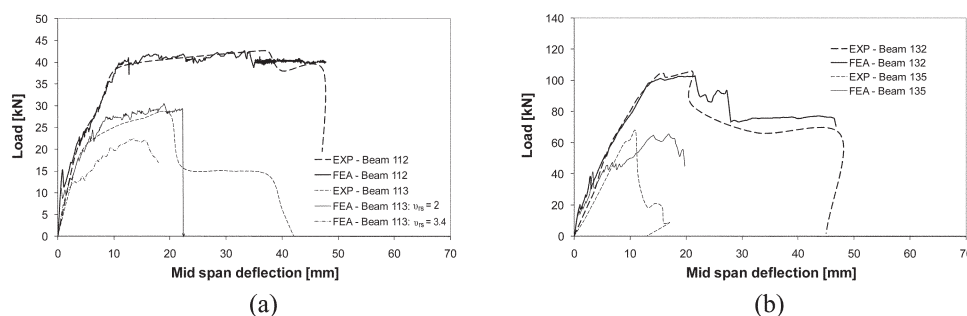 50
45
40
35
30
25
20
15
10
5
0
Load [kN]
EXP - Beam 112
FEA - Beam 112
EXP - Beam 113
FEA - Beam 113: υrs = 2
FEA - Beam 113: υrs = 3.4
0 10 20 30 40 50 60 70
Mid span deflection [mm]
(a)
140
120
100
80
60
40
20
0
Load [kN]
EXP - Beam 132
FEA - Beam 132
EXP - Beam 135
FEA - Beam 135
0 10 20 30 40 50 60 70
Mid span deflection [mm]
(b)